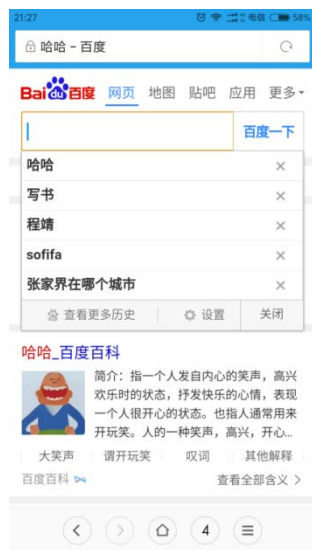 21:27 电信 58%
哈哈 - 百度
Bai du 百度 网页 地图 贴吧 应用 更多
百度一下
哈哈
写书
程靖
sofifa
张家界在哪个城市
查看更多历史 设置 关闭
哈哈_百度百科
简介：指一个人发自内心的笑声，高兴
欢乐时的状态，抒发快乐的心情，表现
一个人很开心的状态。也指人通常用来
开玩笑。人的一种笑声，高兴，开心...
大笑声 谓开玩笑 叹词 其他解释
百度百科 查看全部含义
4